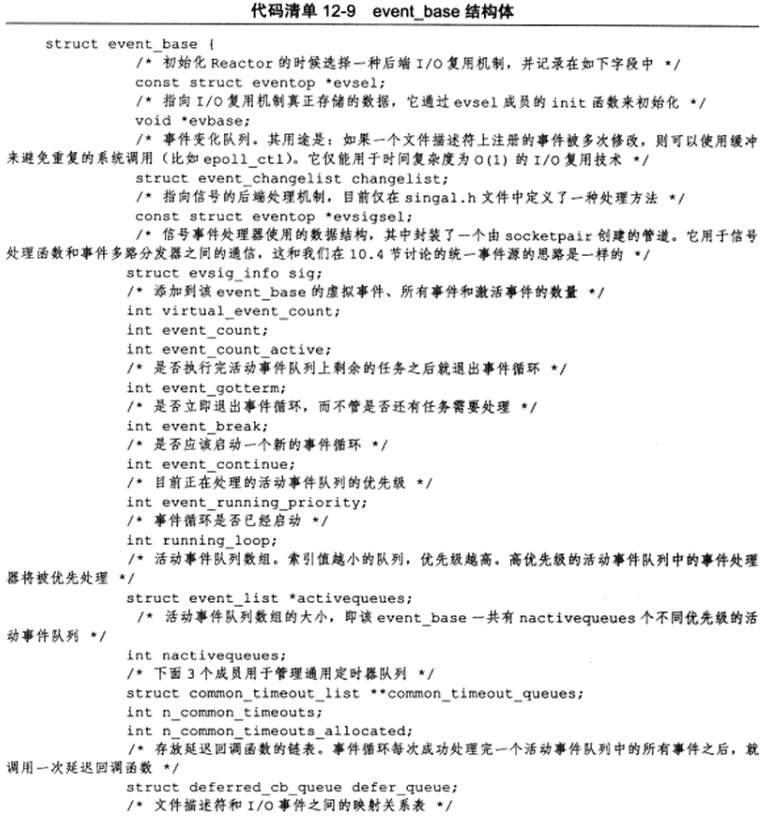 代码清单 12-9 event_base 结构体
struct event_base {
/* 初始化 Reactor 的时候选择一种后端 I/O 复用机制，并记录在如下字段中 */
const struct eventop *evsel;
/* 指向 I/O 复用机制真正存储的数据，它通过 evsel 成员的 init 函数来初始化 */
void *evbase;
/* 事件变化队列。其用途是：如果一个文件描述符上注册的事件被多次修改，则可以使用缓冲
来避免重复的系统调用（比如 epoll_ctl）。它仅能用于时间复杂度为 O(1) 的 I/O 复用技术 */
struct event_changelist changelist;
/* 指向信号的后端处理机制，目前仅在 singal.h 文件中定义了一种处理方法 */
const struct eventop *evsigsel;
/* 信号事件处理器使用的数据结构，其中封装了一个由 socketpair 创建的管道。它用于信号
处理函数和事件多路分发器之间的通信，这和我们在 10.4 节讨论的统一事件源的思路是一样的 */
struct evsig_info sig;
/* 添加到该 event_base 的虚拟事件、所有事件和激活事件的数量 */
int virtual_event_count;
int event_count;
int event_count_active;
/* 是否执行完活动事件队列上剩余的任务之后就退出事件循环 */
int event_gotterm;
/* 是否立即退出事件循环，而不管是否还有任务需要处理 */
int event_break;
/* 是否应该启动一个新的事件循环 */
int event_continue;
/* 目前正在处理的活动事件队列的优先级 */
int event_running_priority;
/* 事件循环是否已经启动 */
int running_loop;
/* 活动事件队列数组。索引值越小的队列，优先级越高。高优先级的活动事件队列中的事件处理
器将被优先处理 */
struct event_list *activequeues;
/* 活动事件队列数组的大小，即该 event_base 一共有 nactivequeues 个不同优先级的活
动事件队列 */
int nactivequeues;
/* 下面 3 个成员用于管理通用定时器队列 */
struct common_timeout_list **common_timeout_queues;
int n_common_timeouts;
int n_common_timeouts_allocated;
/* 存放延迟回调函数的链表。事件循环每次成功处理完一个活动事件队列中的所有事件之后，就
调用一次延迟回调函数 */
struct deferred_cb_queue defer_queue;
/* 文件描述符和 I/O 事件之间的映射关系表 */